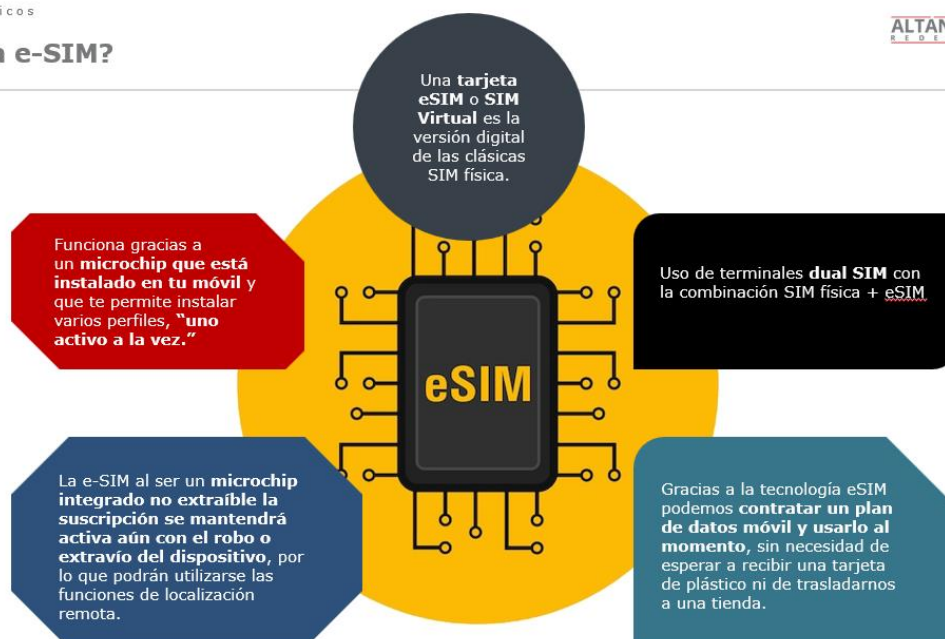 icos
e-SIM?
ALTAN
REDE
Una tarjeta
eSIM o SIM
Virtual es la
versión digital
de las clásicas
SIM física.
Funciona gracias a
un microchip que está
instalado en tu móvil y
que te permite instalar
varios perfiles, “uno
activo a la vez.”
Uso de terminales dual SIM con
la combinación SIM física + eSIM
eSIM
La e-SIM al ser un microchip
integrado no extraíble la
suscripción se mantendrá
activa aún con el robo o
extravío del dispositivo, por
lo que podrán utilizarse las
funciones de localización
remota.
Gracias a la tecnología eSIM
podemos contratar un plan
de datos móvil y usarlo al
momento, sin necesidad de
esperar a recibir una tarjeta
de plástico ni de trasladarnos
a una tienda.